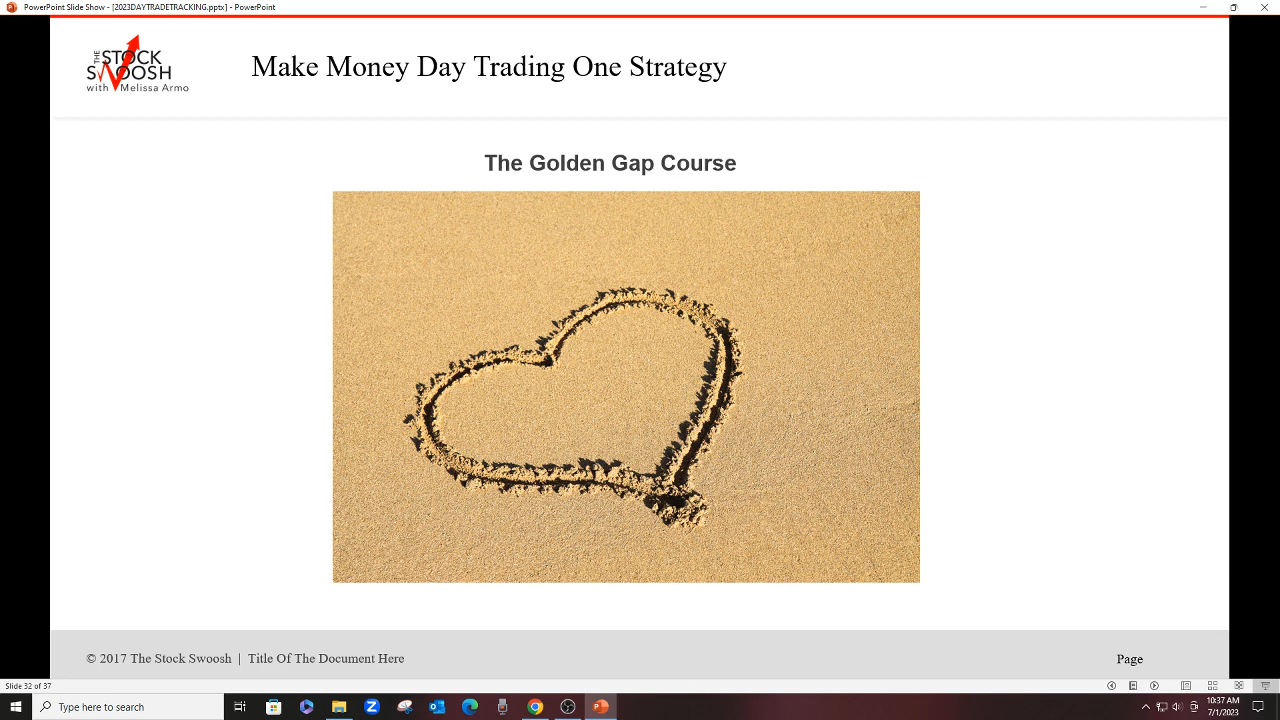 PowerPoint Slide Show - [2023DAYTRADETRACKING.pptx] - PowerPoint
THE STOCK
SWOOSH
with Melissa Armo
Make Money Day Trading One Strategy
The Golden Gap Course
© 2017 The Stock Swoosh | Title Of The Document Here
Page
Slide 32 of 37
Type here to search
10:37 AM
7/1/2023